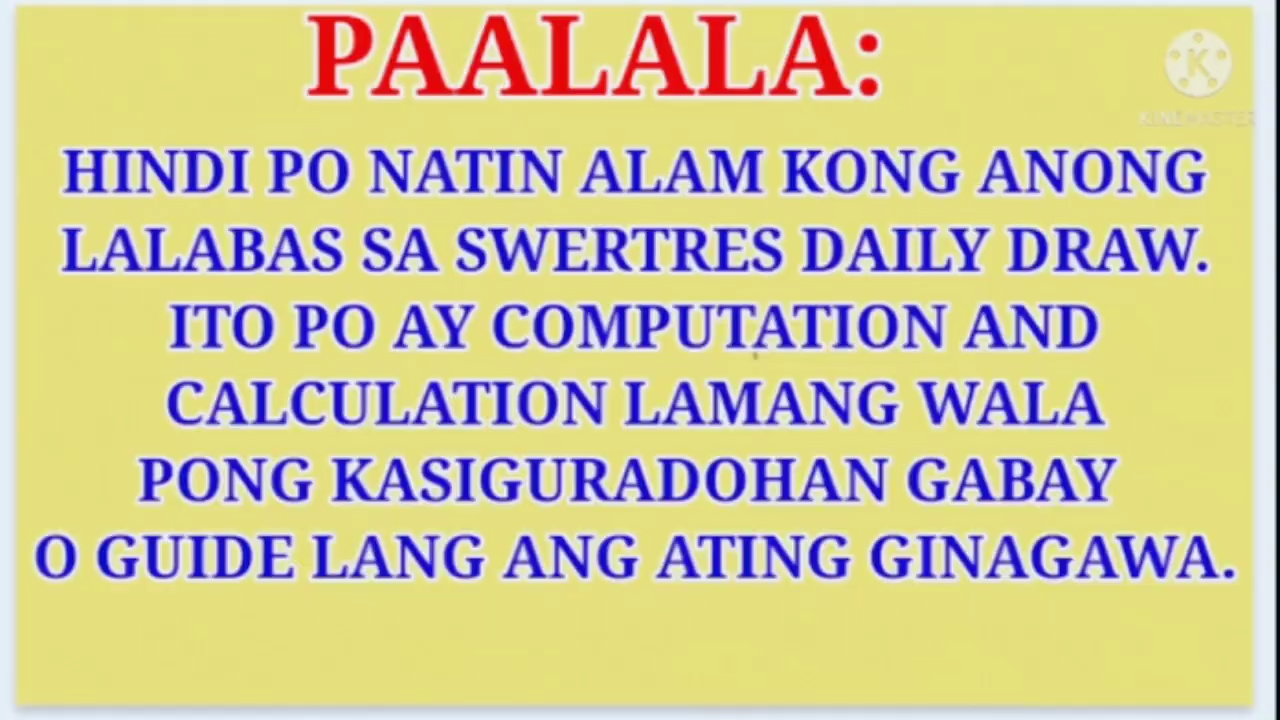 PAALALA:
HINDI PO NATIN ALAM KONG ANONG
LALABAS SA SWERTRES DAILY DRAW.
ITO PO AY COMPUTATION AND
CALCULATION LAMANG WALA
PONG KASIGURADOHAN GABAY
O GUIDE LANG ANG ATING GINAGAWA.
K
KINEMASTER